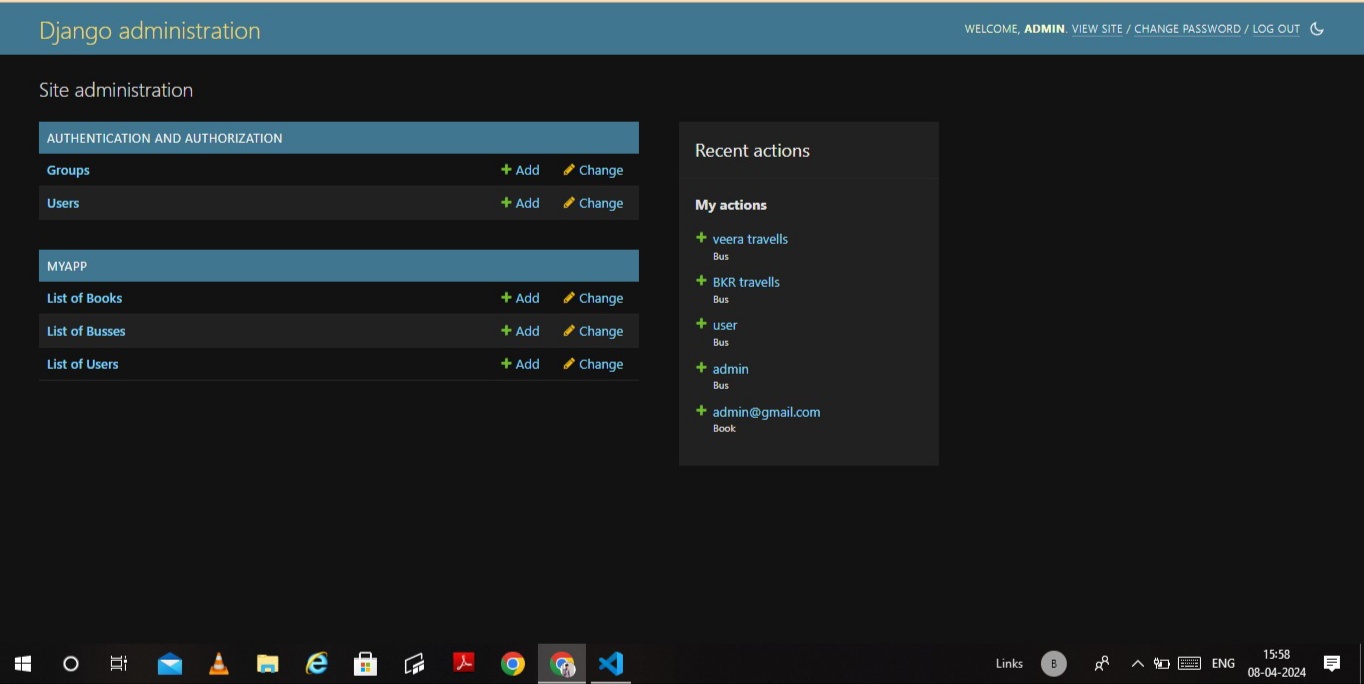 Django administration
WELCOME, ADMIN. VIEW SITE / CHANGE PASSWORD / LOG OUT
Site administration
AUTHENTICATION AND AUTHORIZATION
Groups Add Change
Users Add Change
MYAPP
List of Books Add Change
List of Busses Add Change
List of Users Add Change
Recent actions
My actions
veera travells
Bus
BKR travells
Bus
user
Bus
admin
Bus
admin@gmail.com
Book
Links B ENG 15:58
08-04-2024